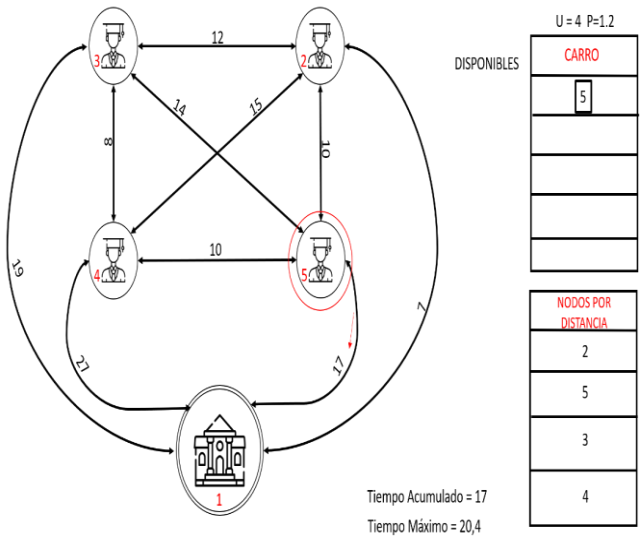 U = 4 P=1.2
DISPONIBLES
CARRO
5
3
12
2
14
15
8
10
4
10
5
19
7
27
17
1
NODOS POR
DISTANCIA
2
5
3
4
Tiempo Acumulado = 17
Tiempo Máximo = 20,4